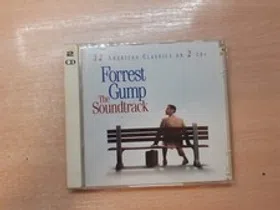 32 American Classics on 2 CDs
Forrest
Gump
The
Soundtrack
2
CD